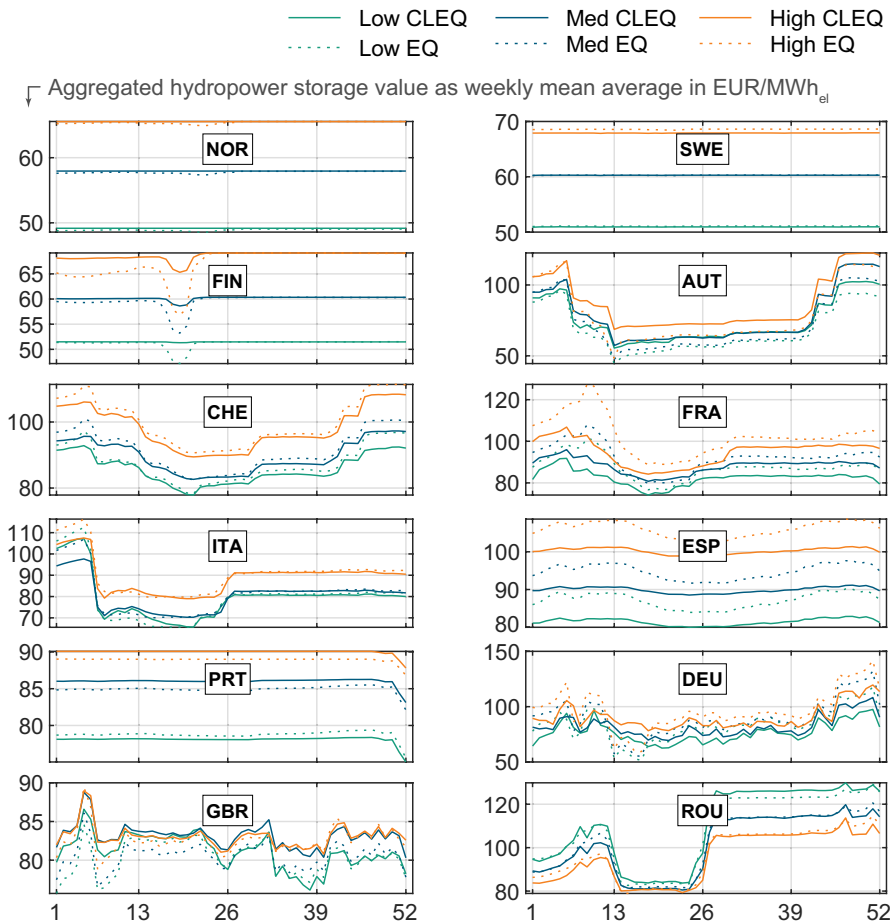 Low CLEQ Med CLEQ High CLEQ
Low EQ Med EQ High EQ
Aggregated hydropower storage value as weekly mean average in EUR/MWh_el
NOR
60
50
SWE
70
60
50
FIN
65
60
55
50
AUT
100
50
CHE
100
80
FRA
120
100
80
ITA
110
100
90
80
70
ESP
100
90
80
PRT
90
85
80
DEU
150
100
50
GBR
90
85
80
1 13 26 39 52
ROU
120
100
80
1 13 26 39 52